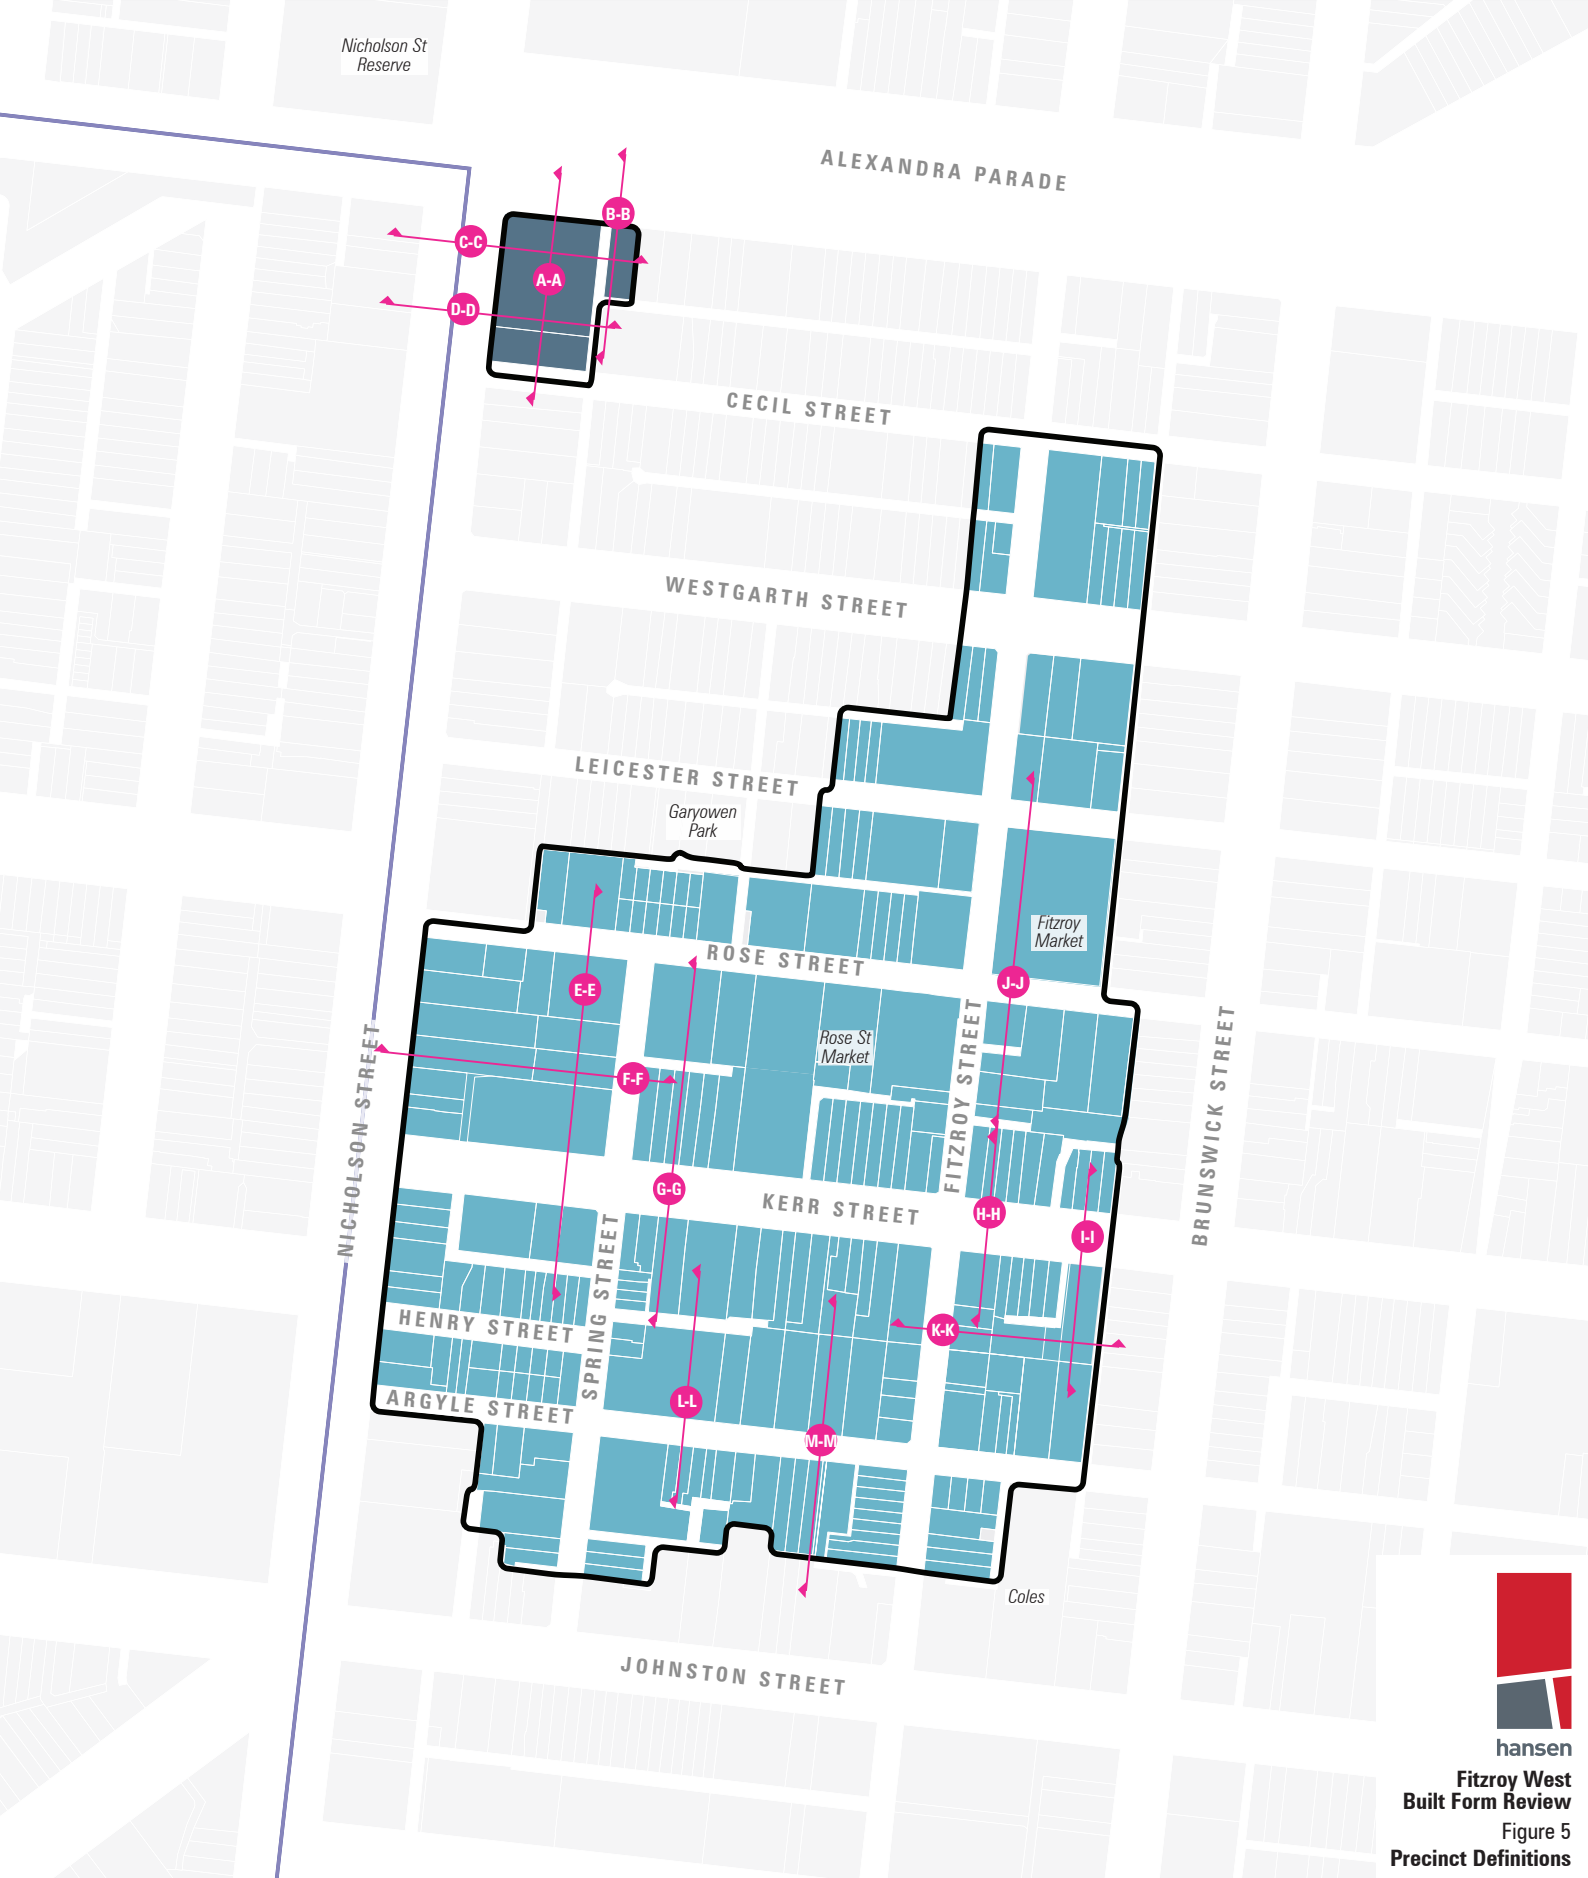 Nicholson St
Reserve
ALEXANDRA PARADE
B-B
C-C
A-A
D-D
CECIL STREET
WESTGARTH STREET
LEICESTER STREET
Garyowen
Park
Fitzroy
Market
ROSE STREET
J-J
E-E
Rose St
Market
FITZROY STREET
BRUNSWICK STREET
NICHOLSON STREET
F-F
G-G
KERR STREET
H-H
I-I
SPRING STREET
HENRY STREET
K-K
ARGYLE STREET
L-L
M-M
Coles
JOHNSTON STREET
hansen
Fitzroy West
Built Form Review
Figure 5
Precinct Definitions